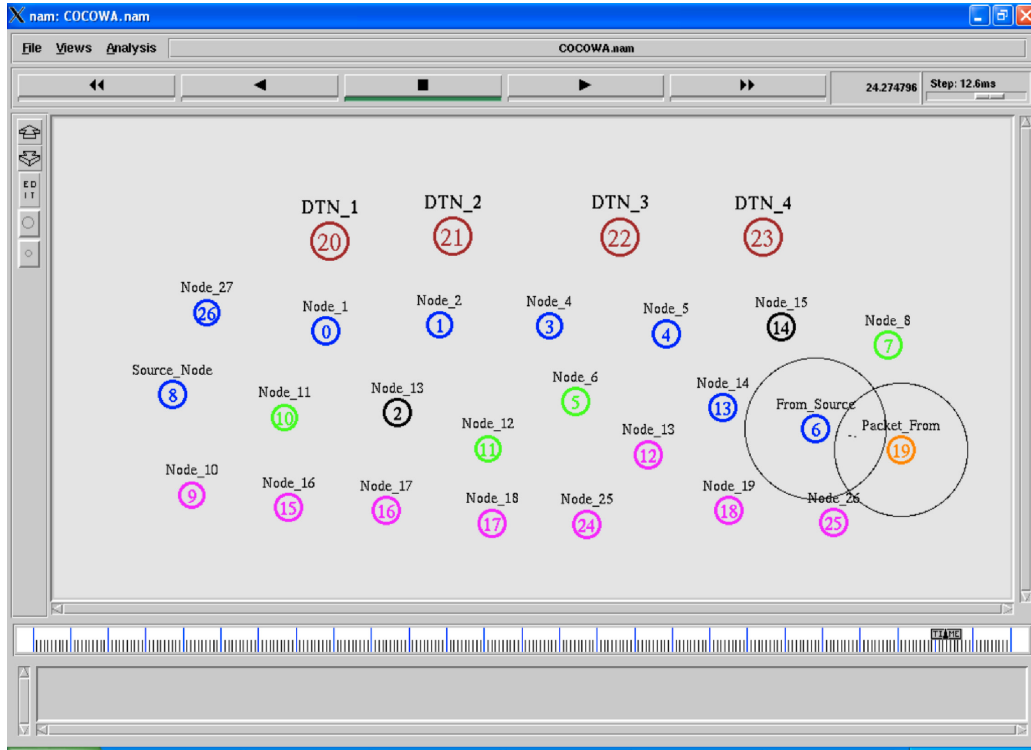 nam: COCOWA.nam
File Views Analysis COCOWA.nam
24.274796 Step: 12.6ms
ED
IT
DTN_1 DTN_2 DTN_3 DTN_4
20 21 22 23
Node_27 Node_1 Node_2 Node_4 Node_5 Node_15 Node_8
26 0 1 3 4 14 7
Source_Node Node_11 Node_13 Node_6 Node_14 From_Source
8 10 2 5 13 6
Node_12 Node_13 Packet_From
11 12 19
Node_10 Node_16 Node_17 Node_18 Node_25 Node_19 Node_26
9 15 16 17 24 18 25
TIME